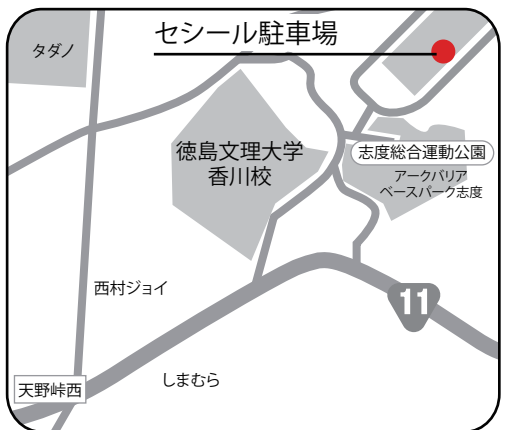 セシール駐車場
タダノ
徳島文理大学
香川校
志度総合運動公園
アークバリア
ベースパーク志度
西村ジョイ
11
しまむら
天野峠西